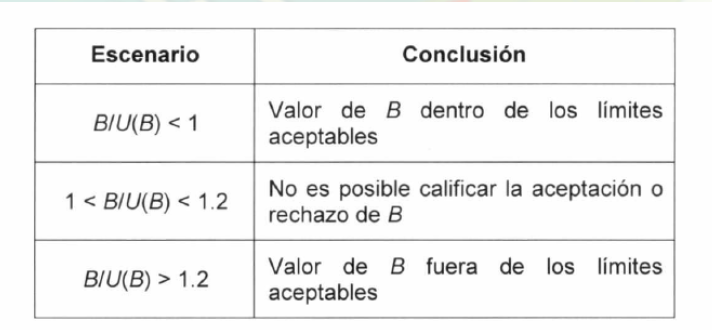 Escenario
Conclusión
B/U(B) < 1
Valor de B dentro de los límites
aceptables
1 < B/U(B) < 1.2
No es posible calificar la aceptación o
rechazo de B
B/U(B) > 1.2
Valor de B fuera de los límites
aceptables